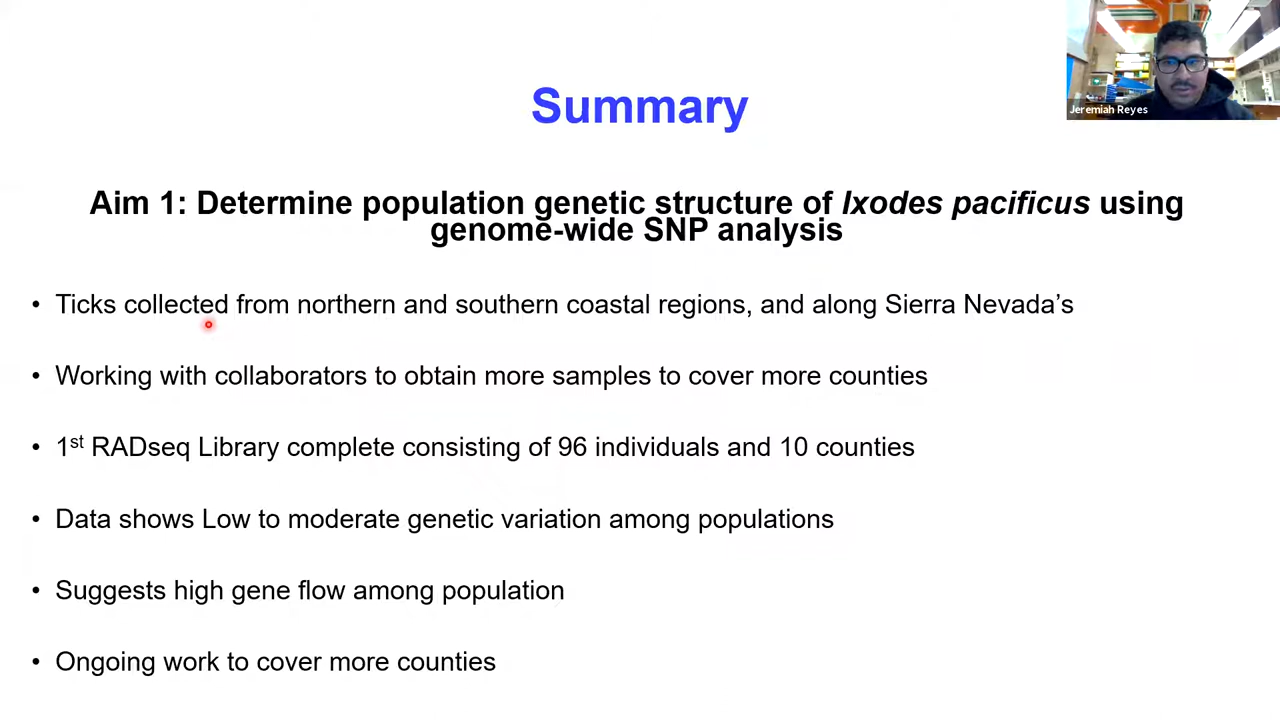 Jeremiah Reyes
Summary
Aim 1: Determine population genetic structure of Ixodes pacificus using
genome-wide SNP analysis
• Ticks collected from northern and southern coastal regions, and along Sierra Nevada’s
• Working with collaborators to obtain more samples to cover more counties
• 1st RADseq Library complete consisting of 96 individuals and 10 counties
• Data shows Low to moderate genetic variation among populations
• Suggests high gene flow among population
• Ongoing work to cover more counties